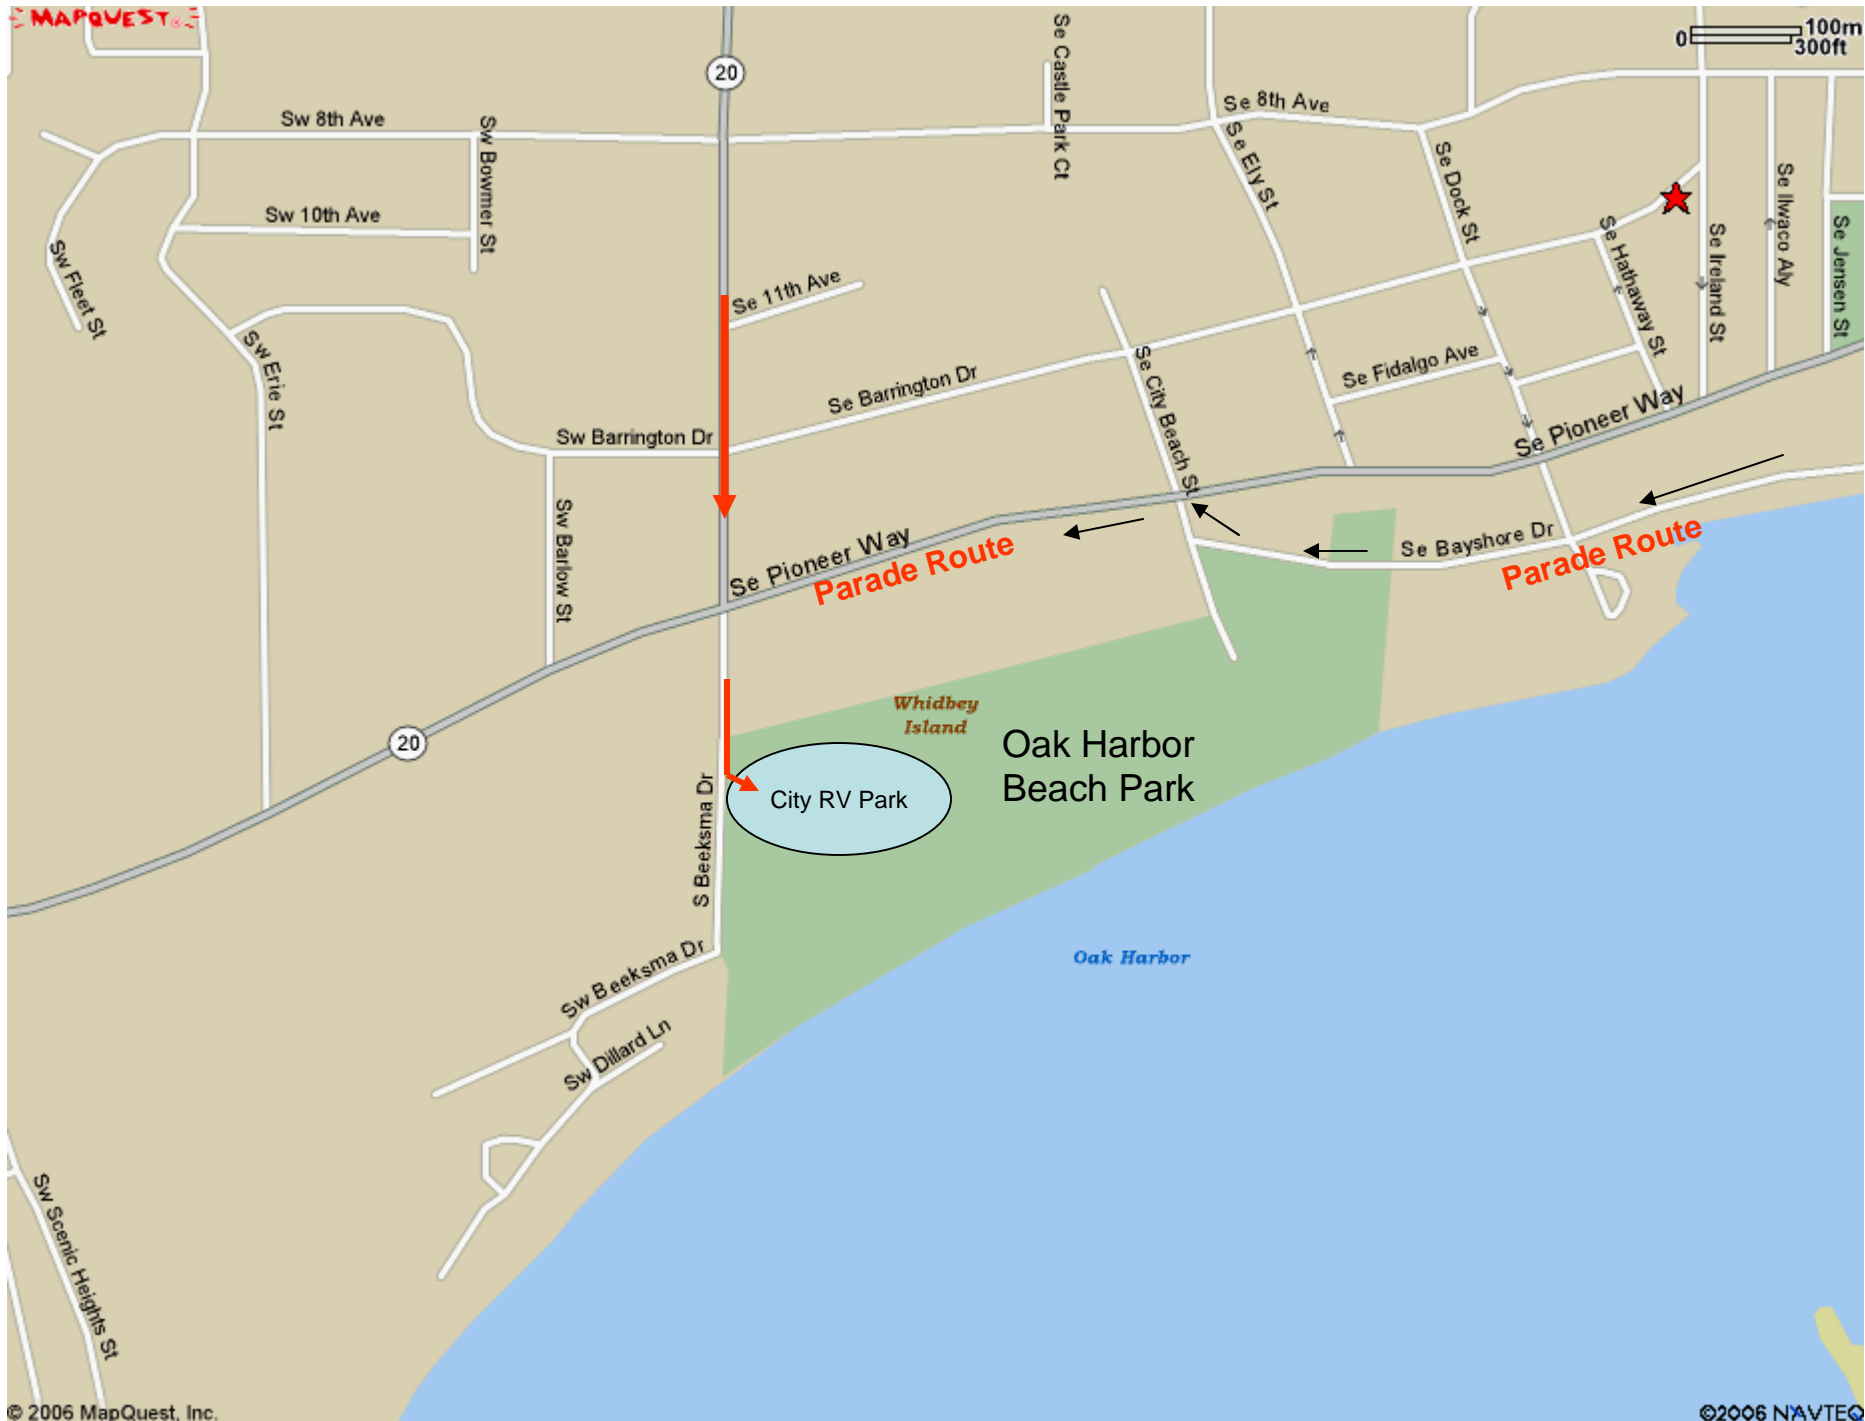 MAPQUEST
0
100m
300ft
20
Se Castle Park Ct
Sw 8th Ave
Se 8th Ave
Sw Bowmer St
Se Ely St
Se Dock St
Sw 10th Ave
Se Hathaway St
Se Ireland St
Se Ilwaco Aly
Se Jensen St
Sw Fleet St
Se 11th Ave
Sw Erie St
Se Barrington Dr
Se City Beach St
Se Fidalgo Ave
Sw Barrington Dr
Se Pioneer Way
Sw Barlow St
Se Pioneer Way
Parade Route
Se Bayshore Dr
Parade Route
Whidbey
Island
20
Oak Harbor
Beach Park
City RV Park
S Beeksma Dr
Oak Harbor
Sw Beeksma Dr
Sw Dillard Ln
Sw Scenic Heights St
© 2006 MapQuest, Inc.
©2006 NAVTEQ